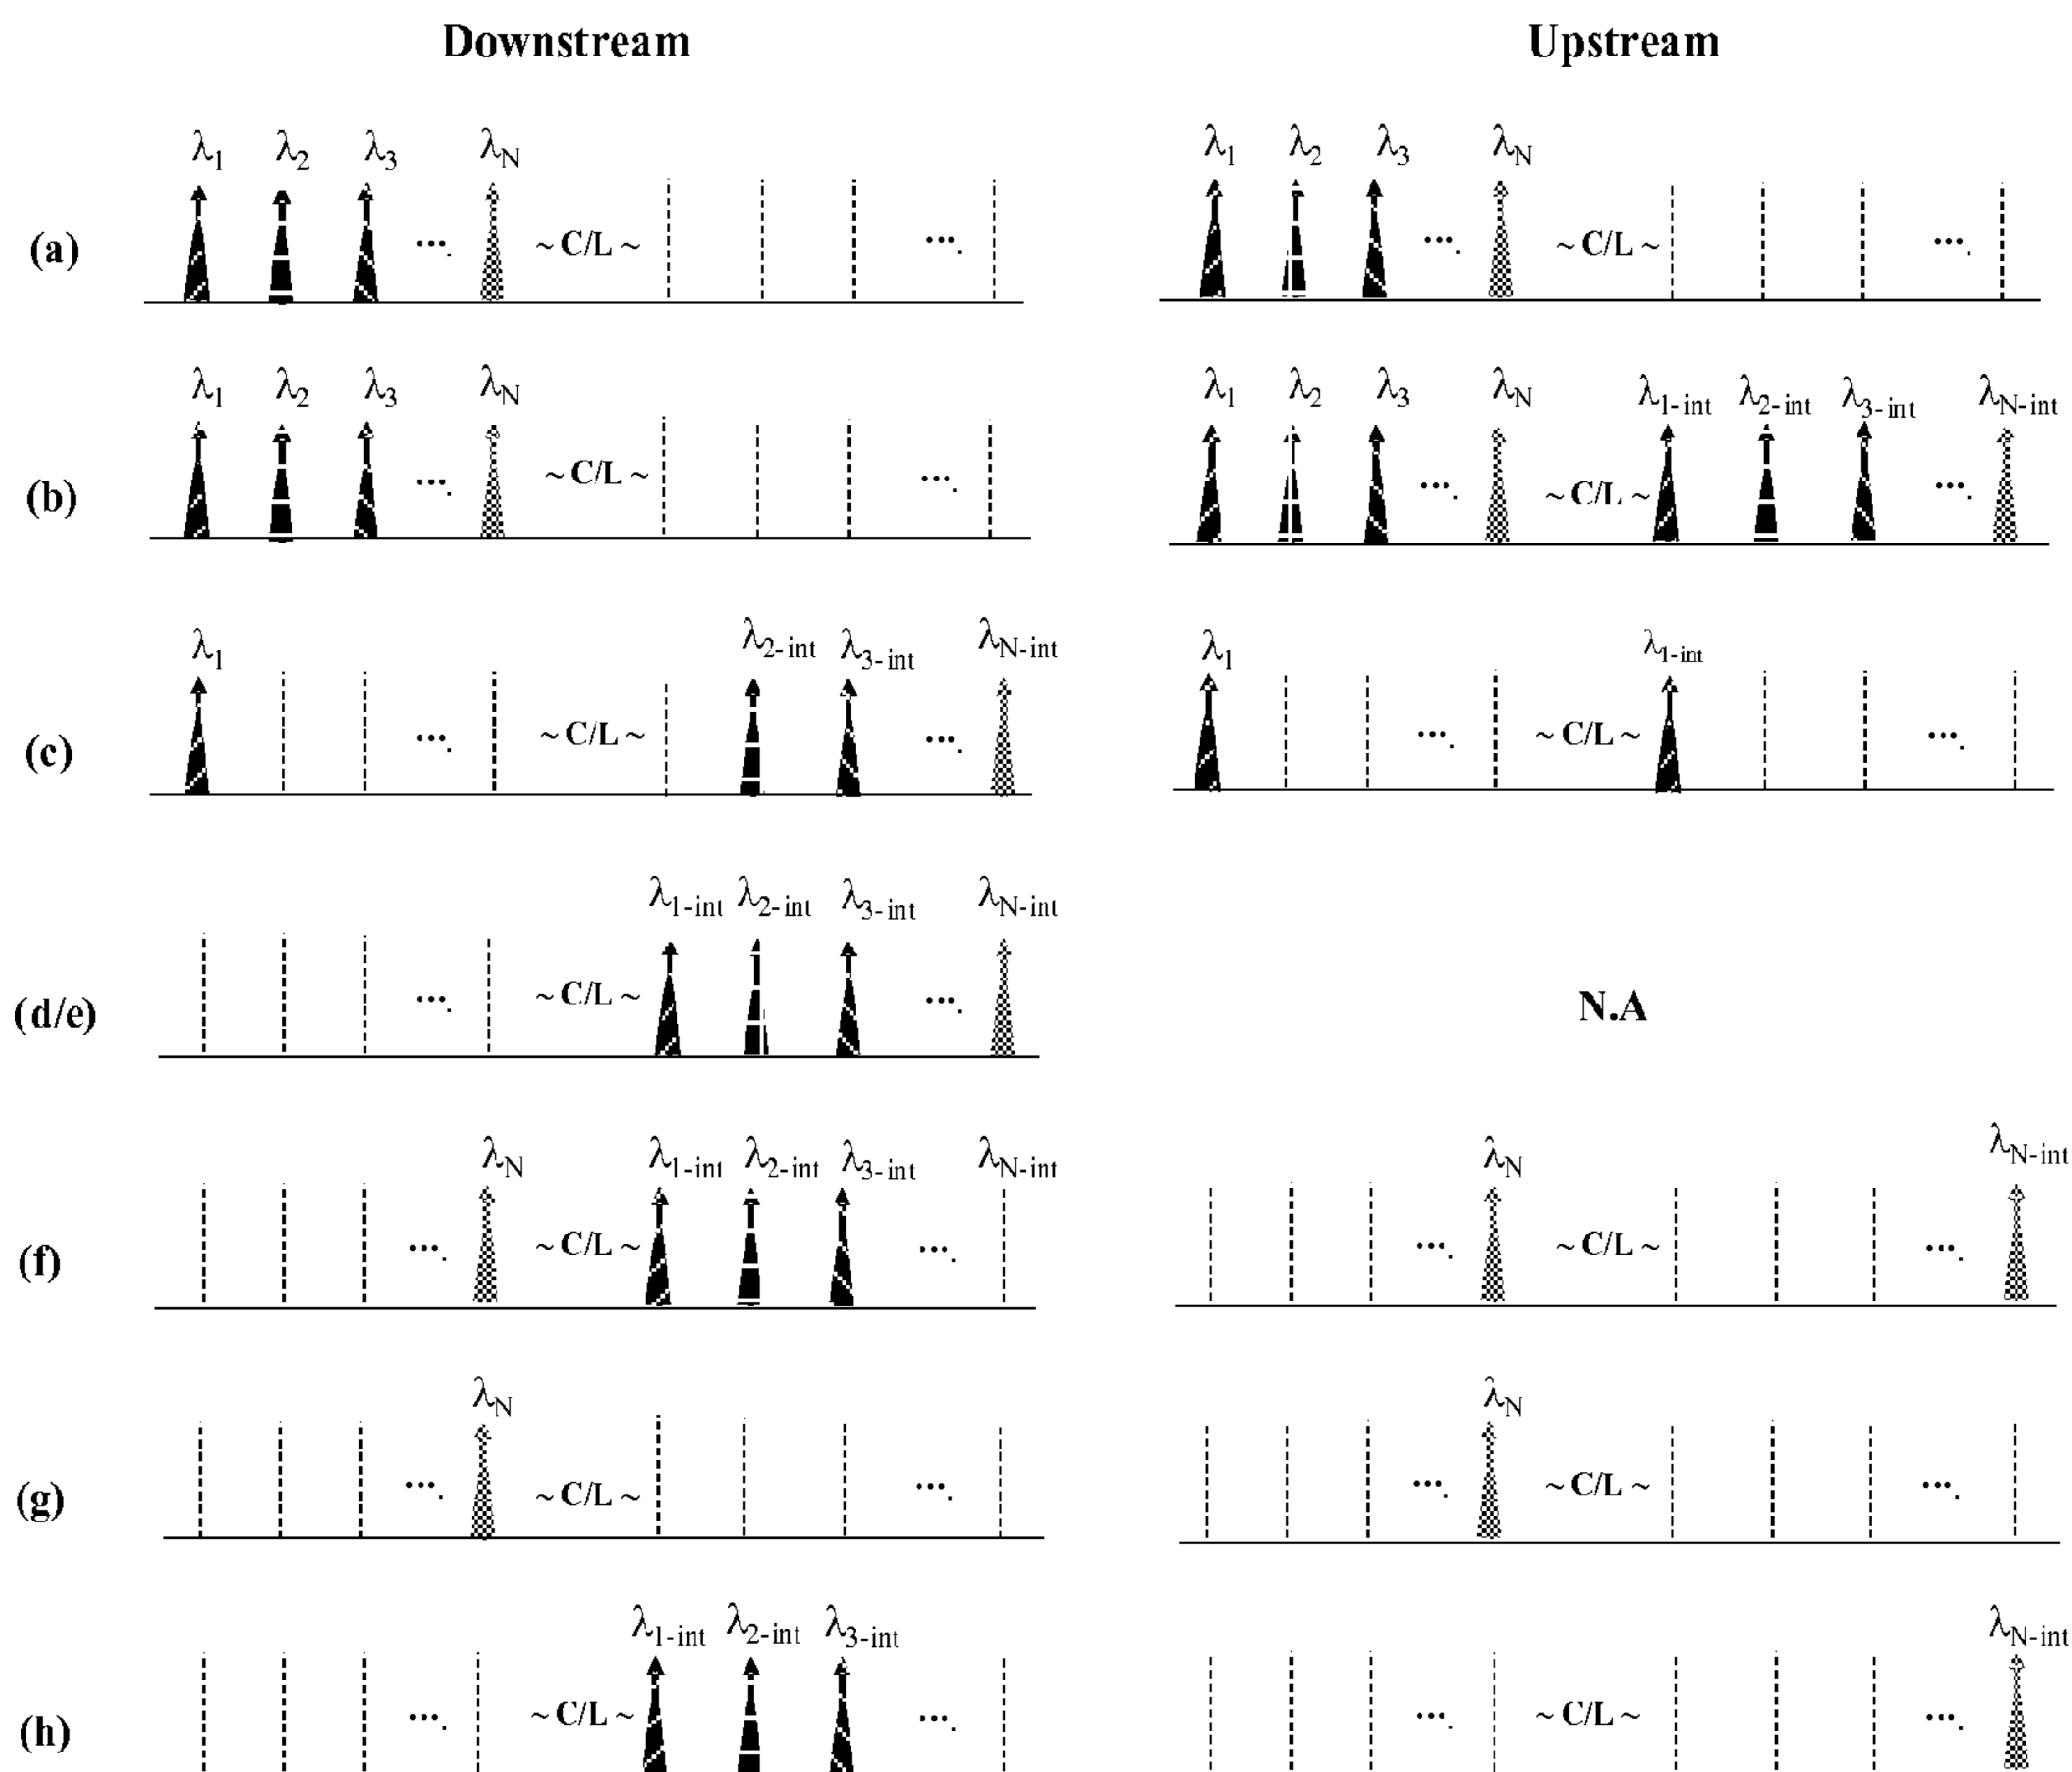 Downstream Upstream
λ1 λ2 λ3 λN λ1 λ2 λ3 λN
(a) .... ~ C/L ~ .... .... ~ C/L ~ ....
λ1 λ2 λ3 λN λ1 λ2 λ3 λN λ1-int λ2-int λ3-int λN-int
(b) .... ~ C/L ~ .... .... ~ C/L ~ ....
λ1 λ2-int λ3-int λN-int λ1 λ1-int
(c) .... ~ C/L ~ .... .... ~ C/L ~ ....
λ1-int λ2-int λ3-int λN-int
(d/e) .... ~ C/L ~ .... N.A
λN λ1-int λ2-int λ3-int λN-int λN λN-int
(f) .... ~ C/L ~ .... .... ~ C/L ~ ....
λN λN
(g) .... ~ C/L ~ .... .... ~ C/L ~ ....
λ1-int λ2-int λ3-int λN-int
(h) .... ~ C/L ~ .... .... ~ C/L ~ ....